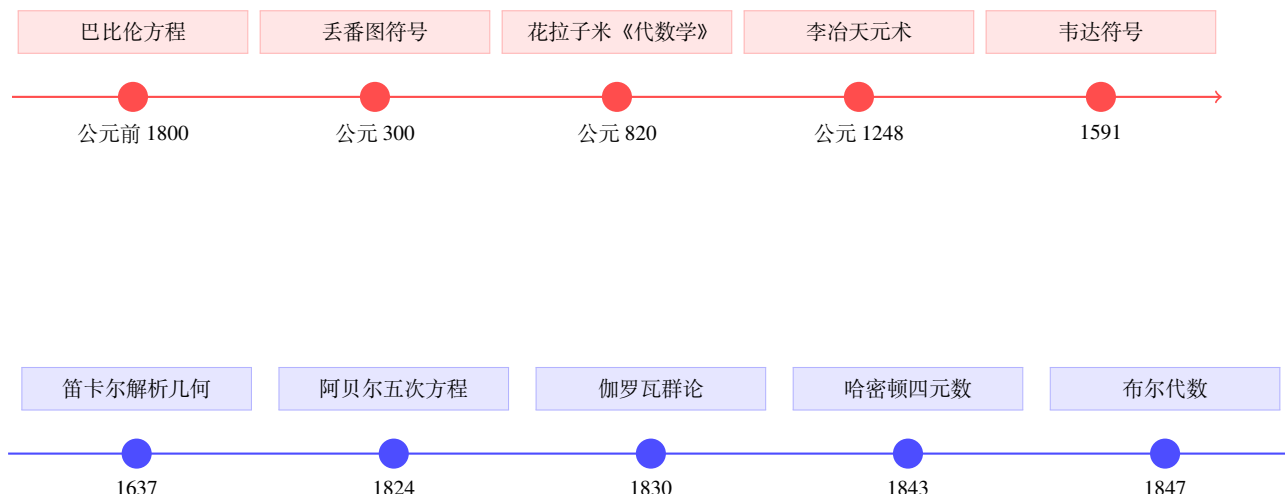 巴比伦方程 丢番图符号 花拉子米《代数学》 李冶天元术 韦达符号
公元前 1800 公元 300 公元 820 公元 1248 1591
笛卡尔解析几何 阿贝尔五次方程 伽罗瓦群论 哈密顿四元数 布尔代数
1637 1824 1830 1843 1847